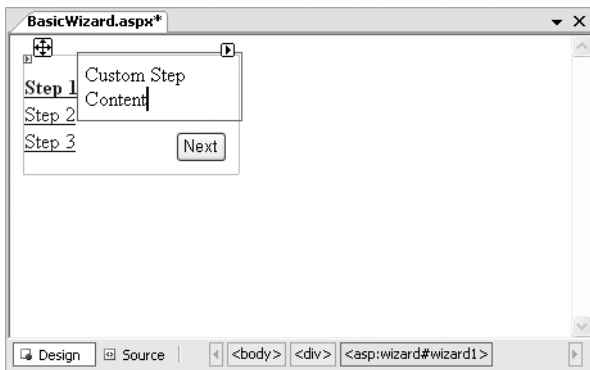 BasicWizard.aspx*
Custom Step
Content
Step 1
Step 2
Step 3
Next
Design Source <body> <div> <asp:wizard#wizard1>